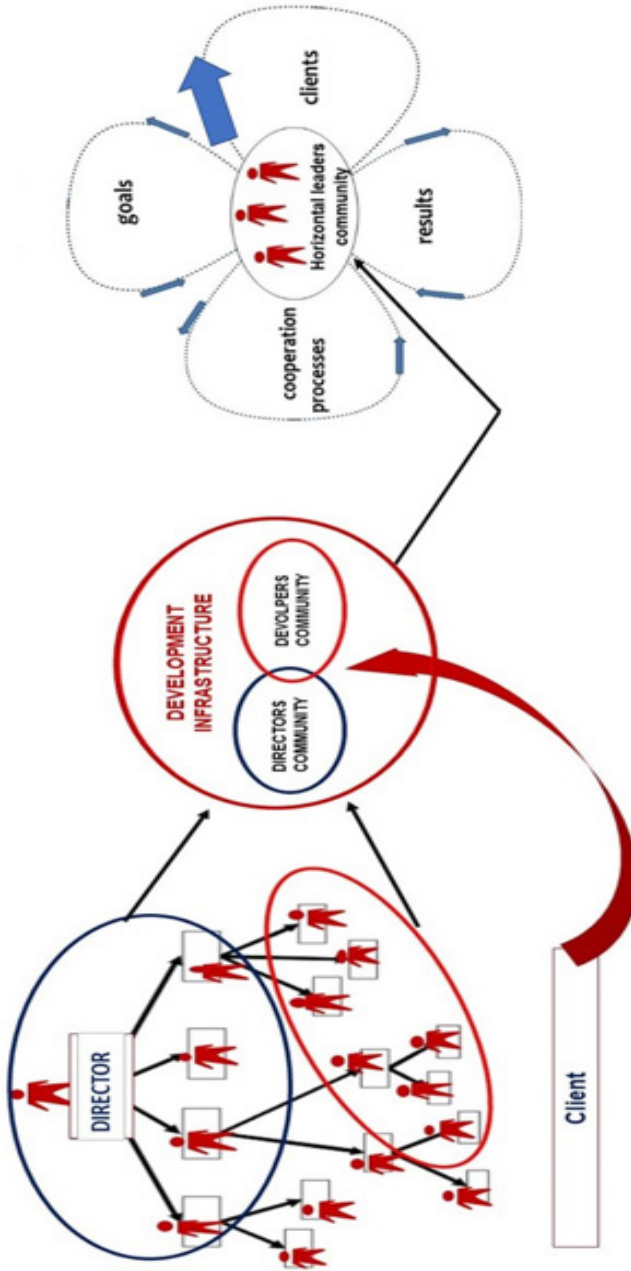 DIRECTOR
Client
DEVELOPMENT
INFRASTRUCTURE
DIRECTORS
COMMUNITY
DEVOLPERS
COMMUNITY
goals
cooperation
processes
Horizontal leaders
community
clients
results